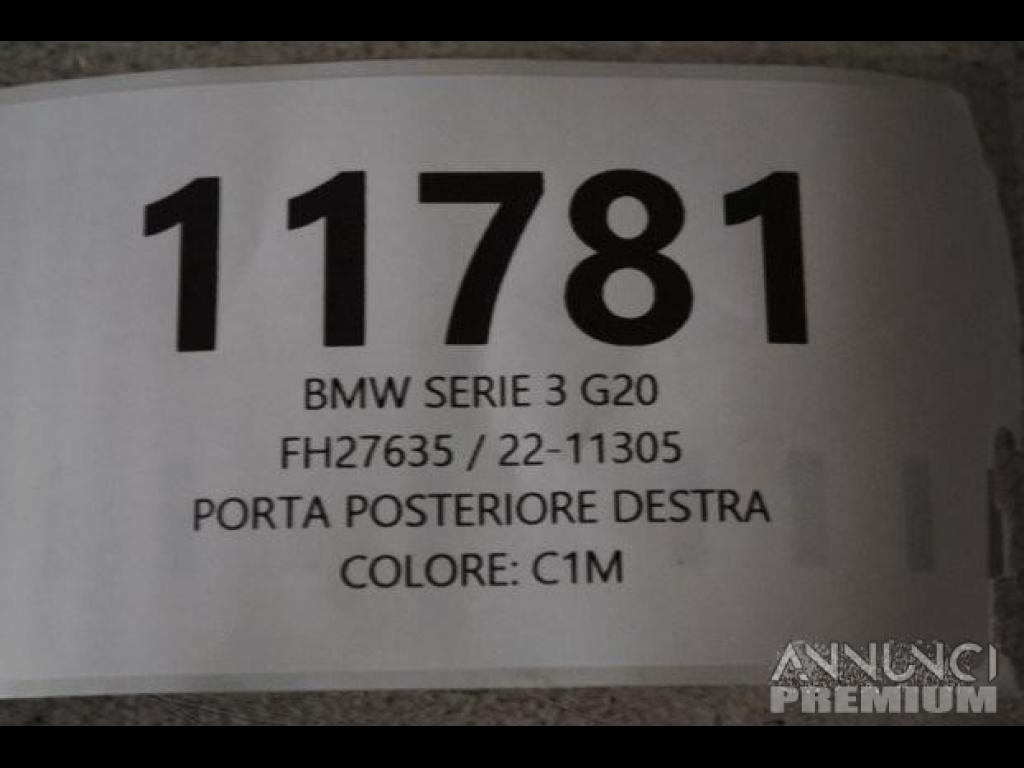 11781
BMW SERIE 3 G20
FH27635 / 22-11305
PORTA POSTERIORE DESTRA
COLORE: C1M
ANNUNCI
PREMIUM